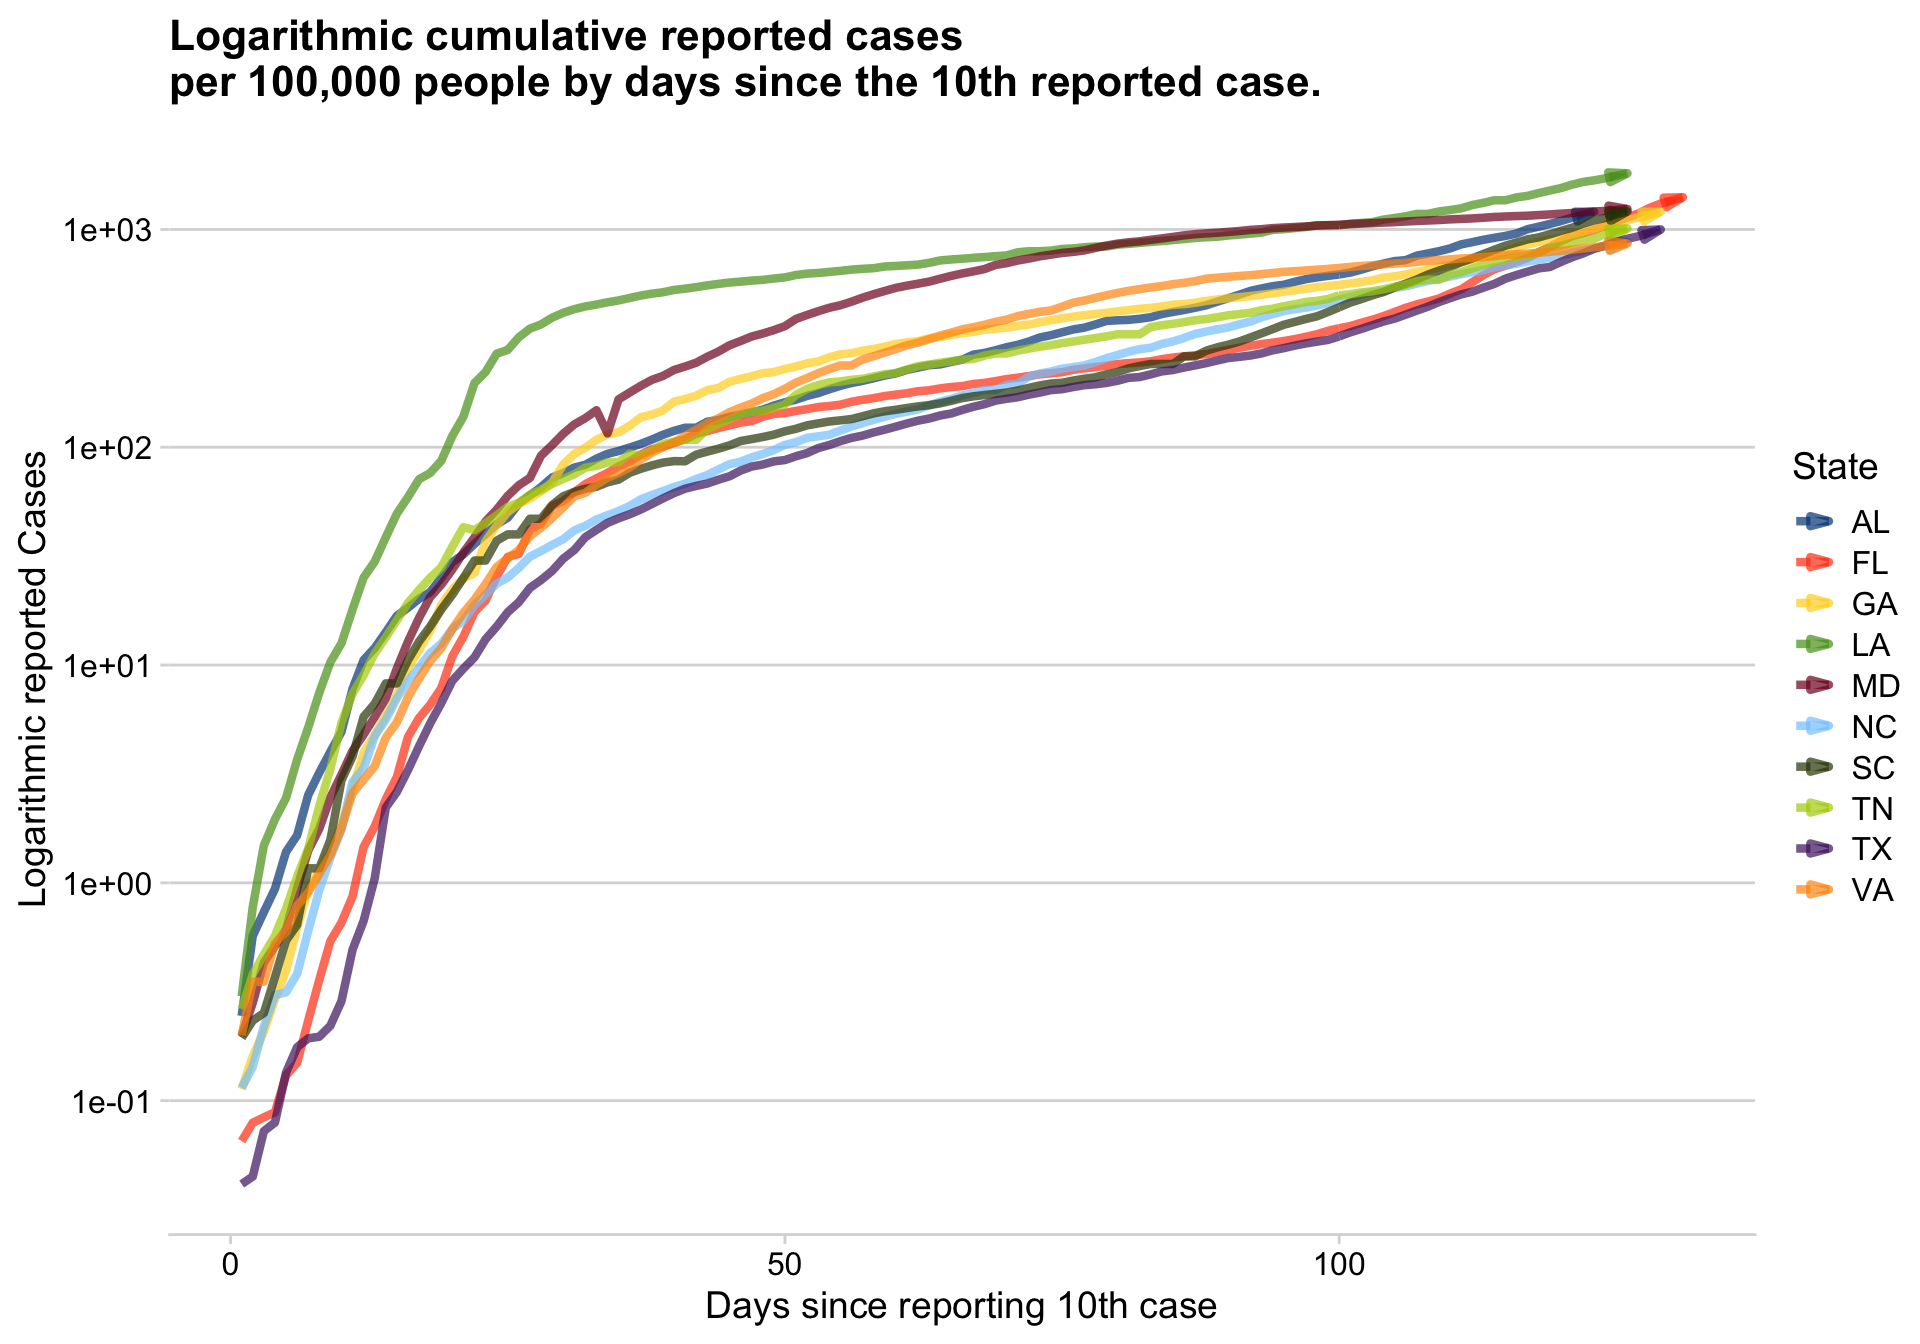 Logarithmic cumulative reported cases
per 100,000 people by days since the 10th reported case.
Logarithmic reported Cases
1e+03
1e+02
1e+01
1e+00
1e-01
0
50
100
Days since reporting 10th case
State
AL
FL
GA
LA
MD
NC
SC
TN
TX
VA